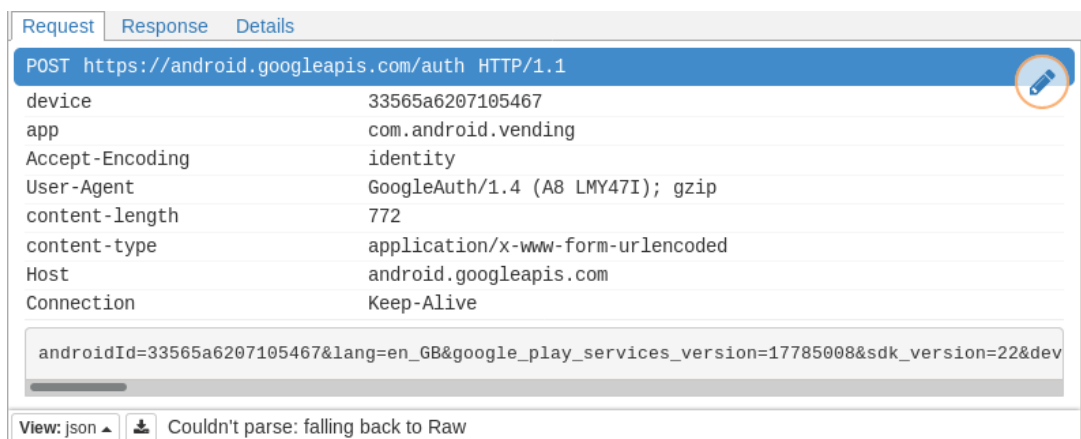 Request Response Details
POST https://android.googleapis.com/auth HTTP/1.1
device 33565a6207105467
app com.android.vending
Accept-Encoding identity
User-Agent GoogleAuth/1.4 (A8 LMY47I); gzip
content-length 772
content-type application/x-www-form-urlencoded
Host android.googleapis.com
Connection Keep-Alive
androidId=33565a6207105467&lang=en_GB&google_play_services_version=17785008&sdk_version=22&dev
View: json Couldn't parse: falling back to Raw